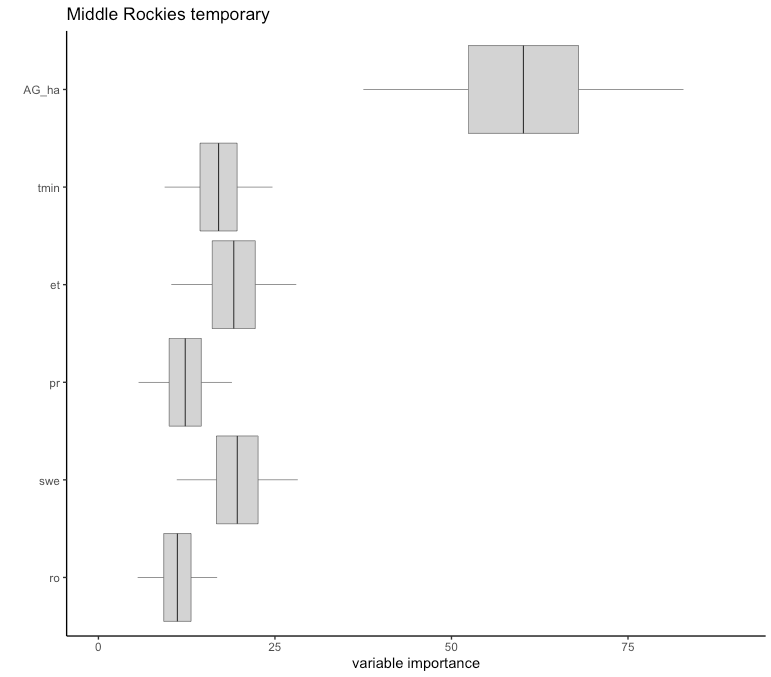 Middle Rockies temporary
AG_ha
tmin
et
pr
swe
ro
0 25 50 75
variable importance